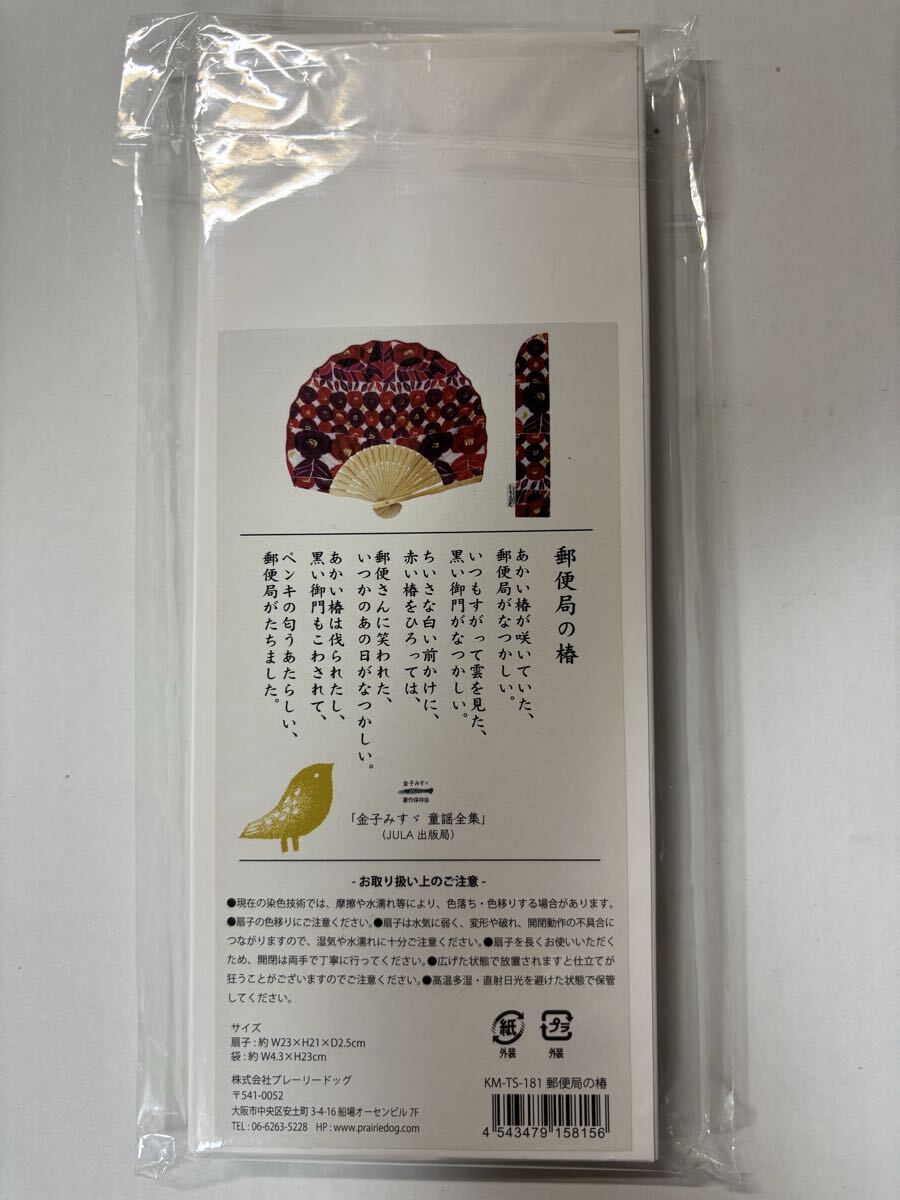 郵便局の椿
あかい椿が咲いていた、
郵便局がなつかしい。
いつもすがって雲を見た、
黒い御門がなつかしい。
ちいさな白い前かけに、
赤い椿をひろっては、
郵便さんに笑われた、
いつかのあの日がなつかしい。
あかい椿は伐られたし、
黒い御門もこわされて、
ペンキの匂うあたらしい、
郵便局がたちました。
金子みすゞ
著作保存会
「金子みすゞ 童謡全集」
(JULA 出版局)
- お取り扱い上のご注意 -
●現在の染色技術では、摩擦や水濡れ等により、色落ち・色移りする場合があります。
●扇子の色移りにご注意ください。●扇子は水気に弱く、変形や破れ、開閉動作の不具合に
つながりますので、湿気や水濡れに十分ご注意ください。●扇子を長くお使いいただく
ため、開閉は両手で丁寧に行ってください。●広げた状態で放置されますと仕立てが
狂うことがございますのでご注意ください。●高温多湿・直射日光を避けた状態で保管
してください。
サイズ
扇子 : 約 W23×H21×D2.5cm
袋 : 約 W4.3×H23cm
紙
外装
プラ
外装
株式会社プレーリードッグ
〒541-0052
大阪市中央区安土町 3-4-16 船場オーセンビル 7F
TEL : 06-6263-5228 HP : www.prairiedog.com
KM-TS-181 郵便局の椿
4 543479 158156